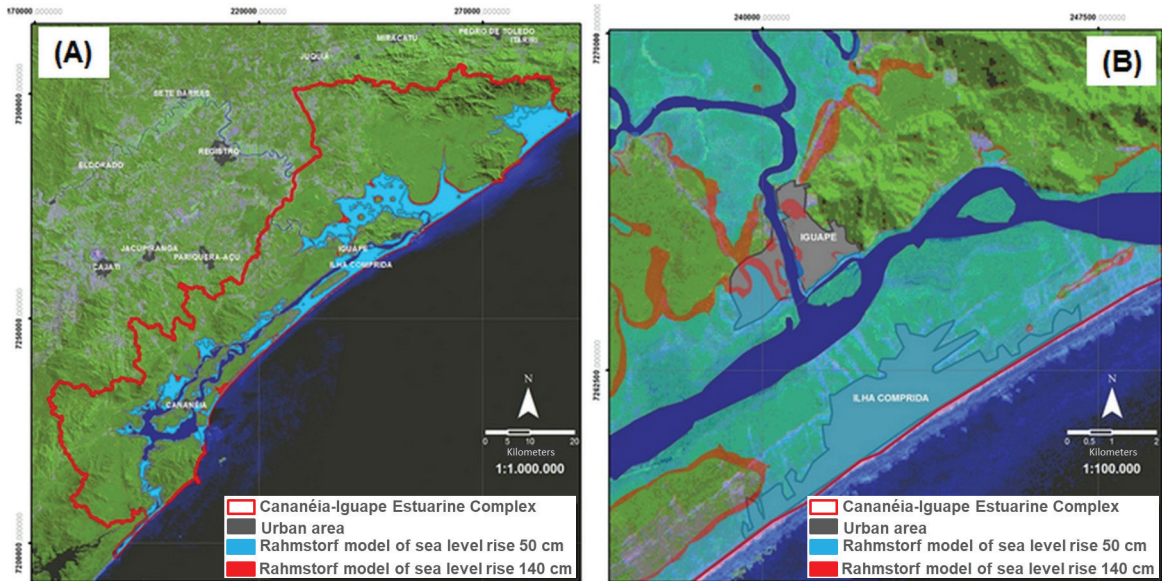 170000.000000
220000.000000
270000.000000
7300000.000000
7250000.000000
7200000.000000
(A)
PEDRO DE TOLEDO
MIRACATU
JUQUIÁ
SETE BARRAS
REGISTRO
ELDORADO
JACUPIRANGA
PARIQUERA-AÇU
CAJATI
IGUAPE
ILHA COMPRIDA
CANANÉIA
N
0 5 10 20
Kilometers
1:1.000.000
Cananéia-Iguape Estuarine Complex
Urban area
Rahmstorf model of sea level rise 50 cm
Rahmstorf model of sea level rise 140 cm
240000.000000
247500.000000
7270000.000000
7262500.000000
(B)
IGUAPE
ILHA COMPRIDA
N
0 0.5 1 2
Kilometers
1:100.000
Cananéia-Iguape Estuarine Complex
Urban area
Rahmstorf model of sea level rise 50 cm
Rahmstorf model of sea level rise 140 cm